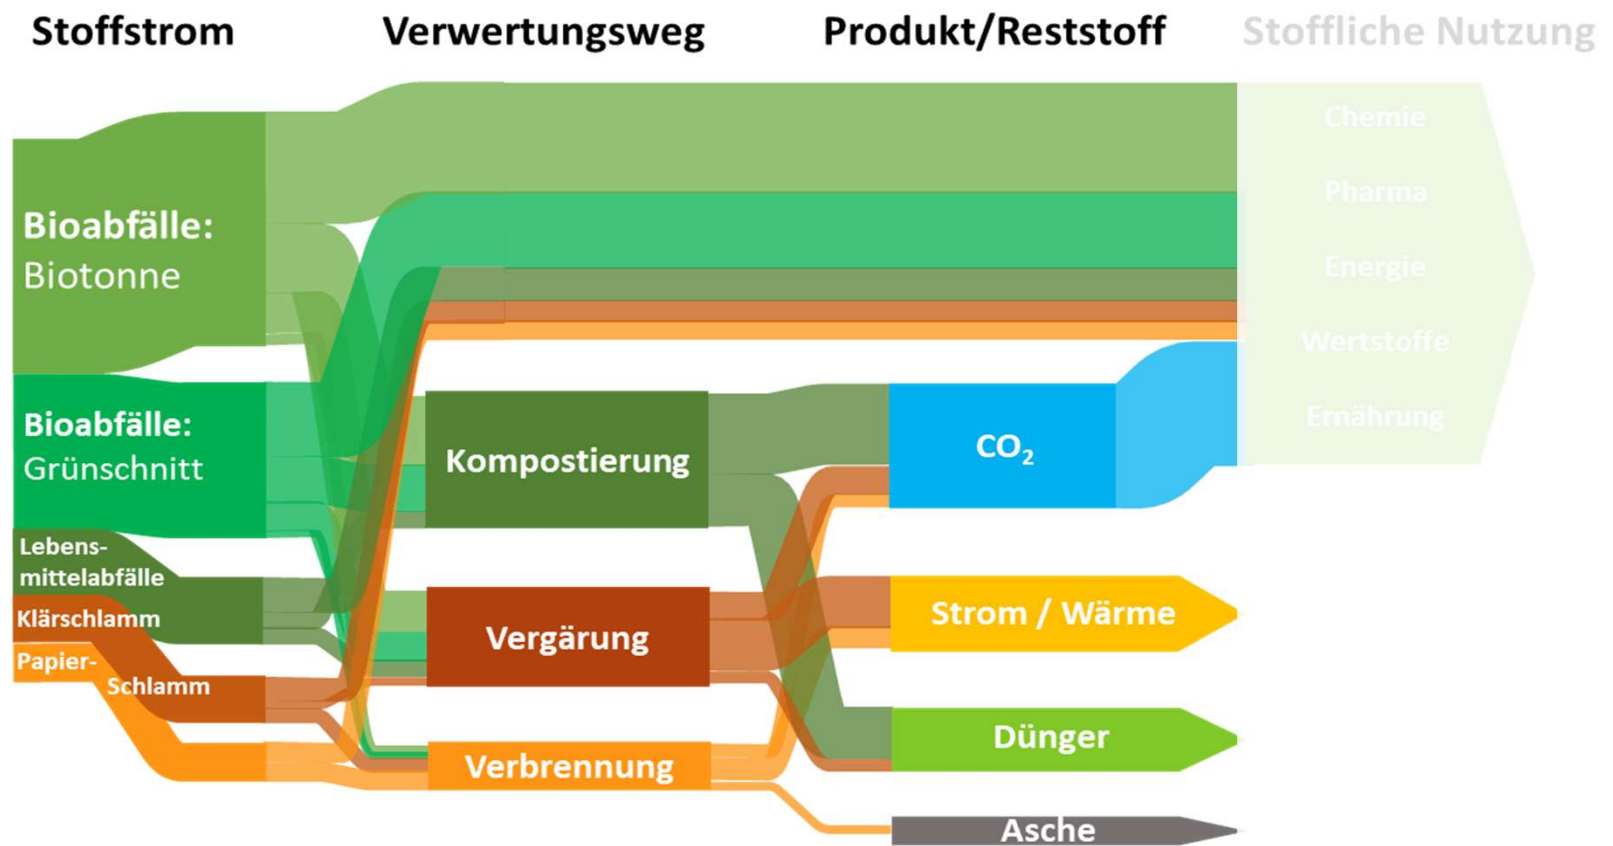 Stoffstrom
Verwertungsweg
Produkt/Reststoff
Stoffliche Nutzung
Bioabfälle:
Biotonne
Bioabfälle:
Grünschnitt
Lebens-
mittelabfälle
Klärschlamm
Papier-
Schlamm
Kompostierung
Vergärung
Verbrennung
CO₂
Strom / Wärme
Dünger
Asche
Chemie
Pharma
Energie
Wertstoffe
Ernährung